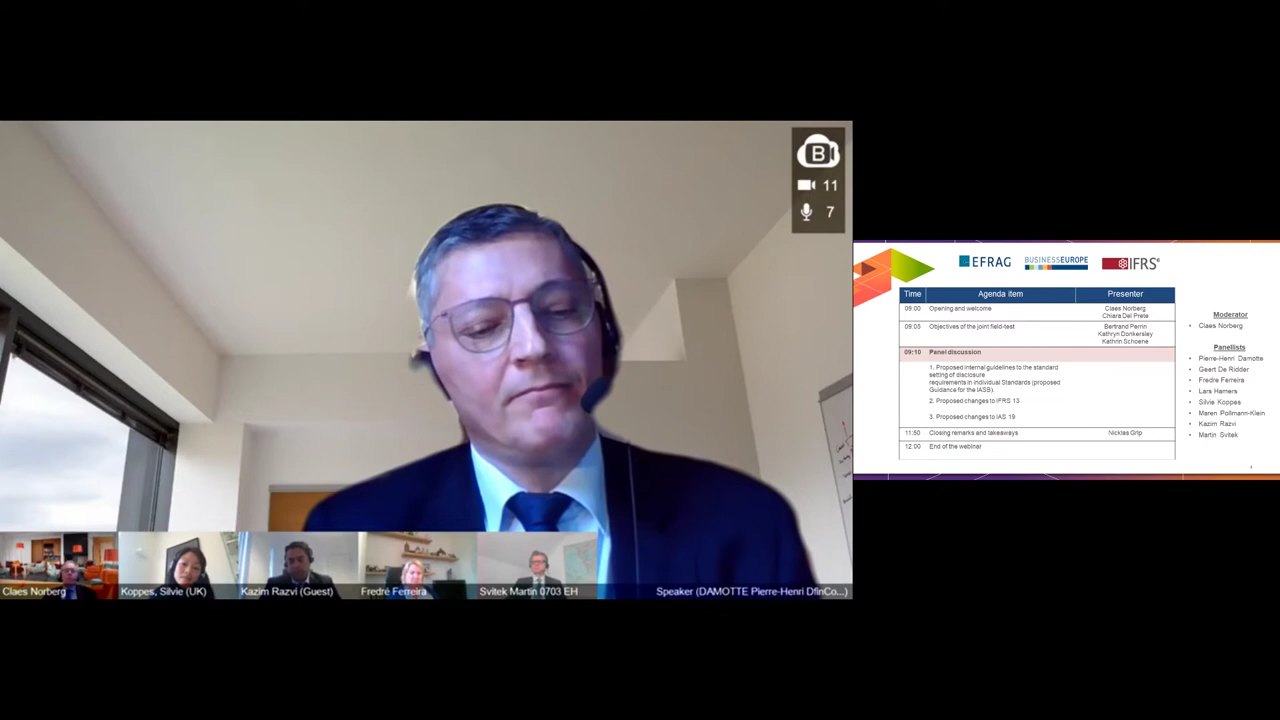 B
11
7
Claes Norberg
Koppes, Silvie (UK)
Kazim Razvi (Guest)
Fredré Ferreira
Svitek Martin 0703 EH
Speaker (DAMOTTE Pierre-Henri DfinCo...)
EFRAG
BUSINESSEUROPE
IFRS®
Time Agenda item Presenter
09:00 Opening and welcome Claes Norberg
Chiara Del Prete
09:05 Objectives of the joint field-test Bertrand Perrin
Kathryn Donkersley
Kathrin Schoene
09:10 Panel discussion
1. Proposed internal guidelines to the standard
setting of disclosure
requirements in individual Standards (proposed
Guidance for the IASB).
2. Proposed changes to IFRS 13
3. Proposed changes to IAS 19
11:50 Closing remarks and takeaways Nicklas Grip
12:00 End of the webinar
Moderator
• Claes Norberg
Panellists
• Pierre-Henri Damotte
• Geert De Ridder
• Fredre Ferreira
• Lars Hamers
• Silvie Koppes
• Maren Pollmann-Klein
• Kazim Razvi
• Martin Svitek